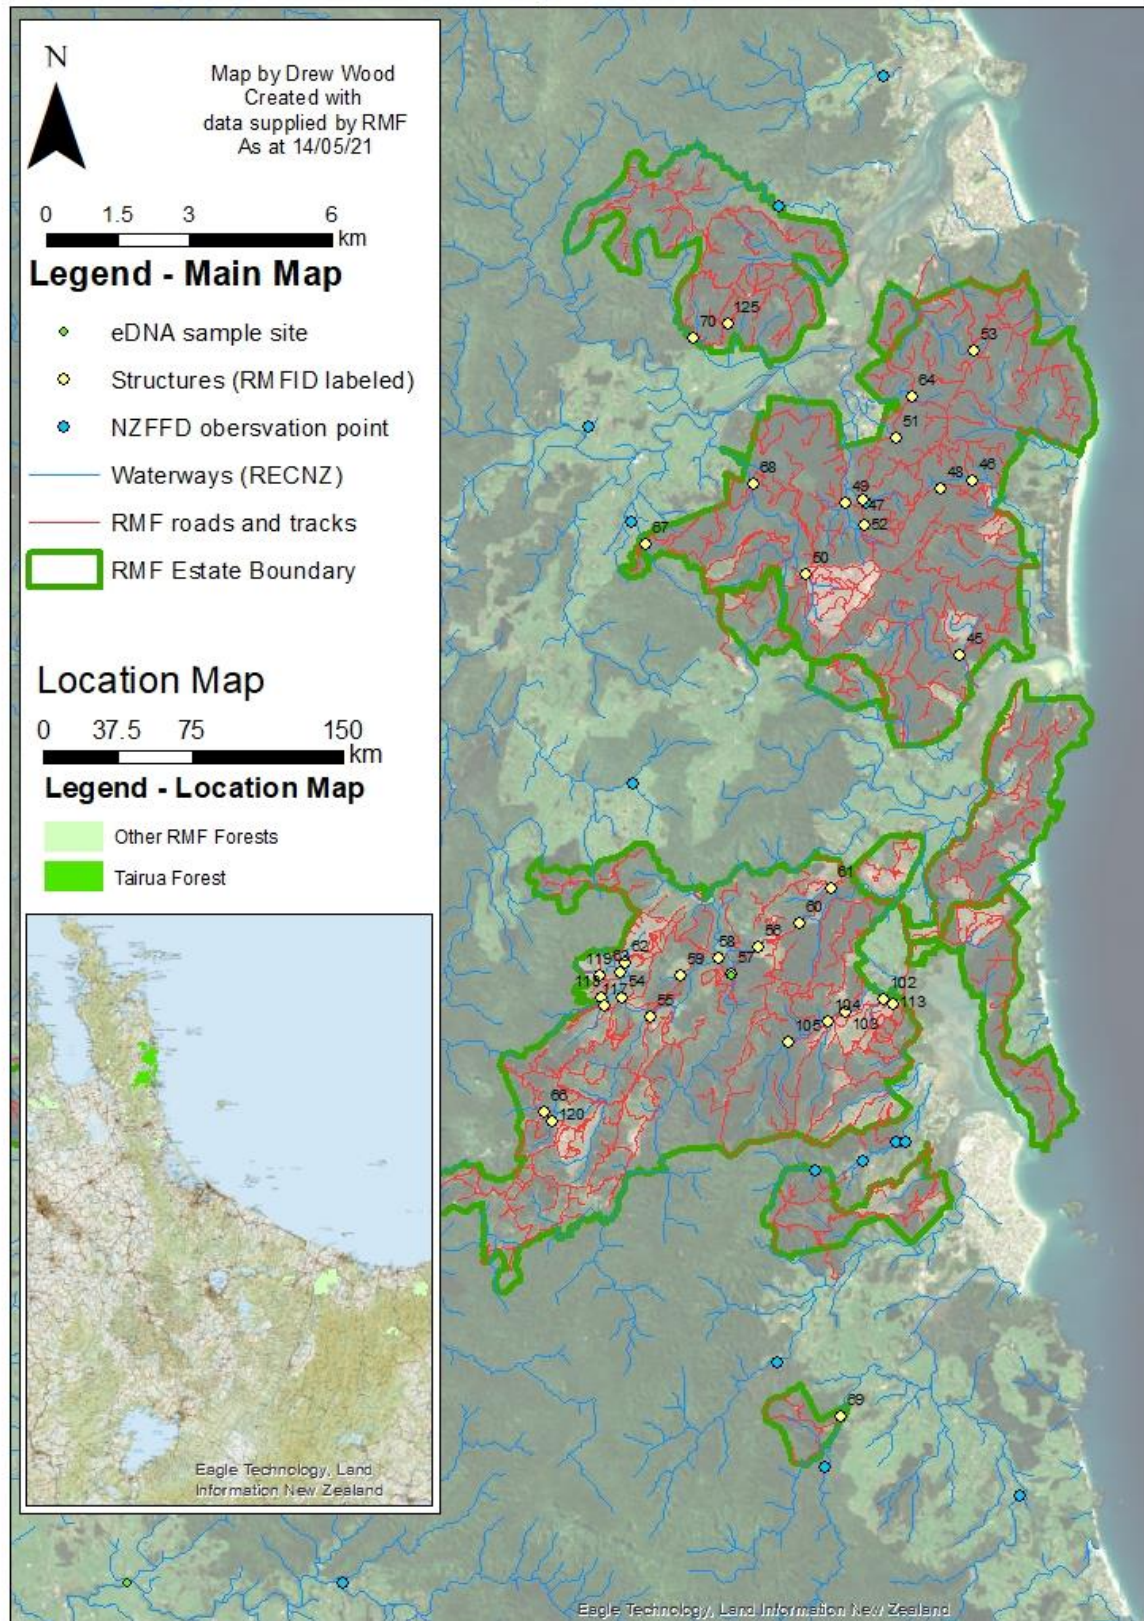 N
Map by Drew Wood
Created with
data supplied by RMF
As at 14/05/21
0 1.5 3 6
km
Legend - Main Map
eDNA sample site
Structures (RMFID labeled)
NZFFD obersvation point
Waterways (RECNZ)
RMF roads and tracks
RMF Estate Boundary
Location Map
0 37.5 75 150
km
Legend - Location Map
Other RMF Forests
Tairua Forest
Eagle Technology, Land
Information New Zealand
125
70
53
64
51
68
49
47
48
46
52
67
50
45
61
60
58
56
57
59
62
63
119
54
117
55
102
113
104
103
105
66
120
69
Eagle Technology, Land Information New Zealand